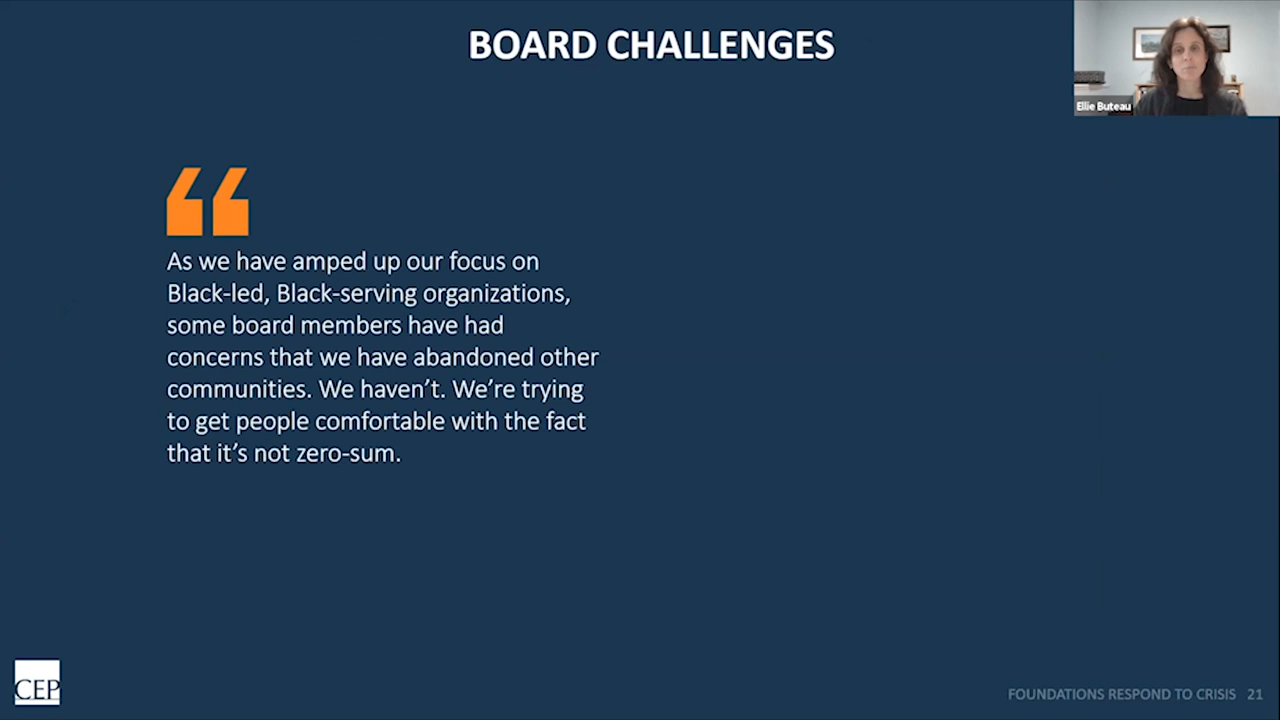 BOARD CHALLENGES
Ellie Buteau
“
As we have amped up our focus on
Black-led, Black-serving organizations,
some board members have had
concerns that we have abandoned other
communities. We haven’t. We’re trying
to get people comfortable with the fact
that it’s not zero-sum.
CEP
FOUNDATIONS RESPOND TO CRISIS 21